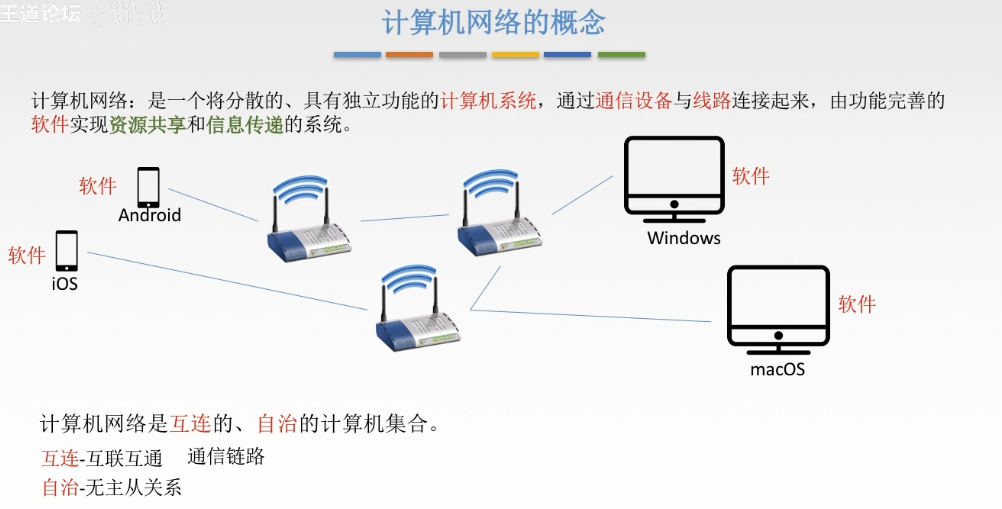 王道论坛
计算机网络的概念
计算机网络：是一个将分散的、具有独立功能的计算机系统，通过通信设备与线路连接起来，由功能完善的
软件实现资源共享和信息传递的系统。
软件
Android
软件
Windows
软件
iOS
软件
macOS
计算机网络是互连的、自治的计算机集合。
互连-互联互通 通信链路
自治-无主从关系